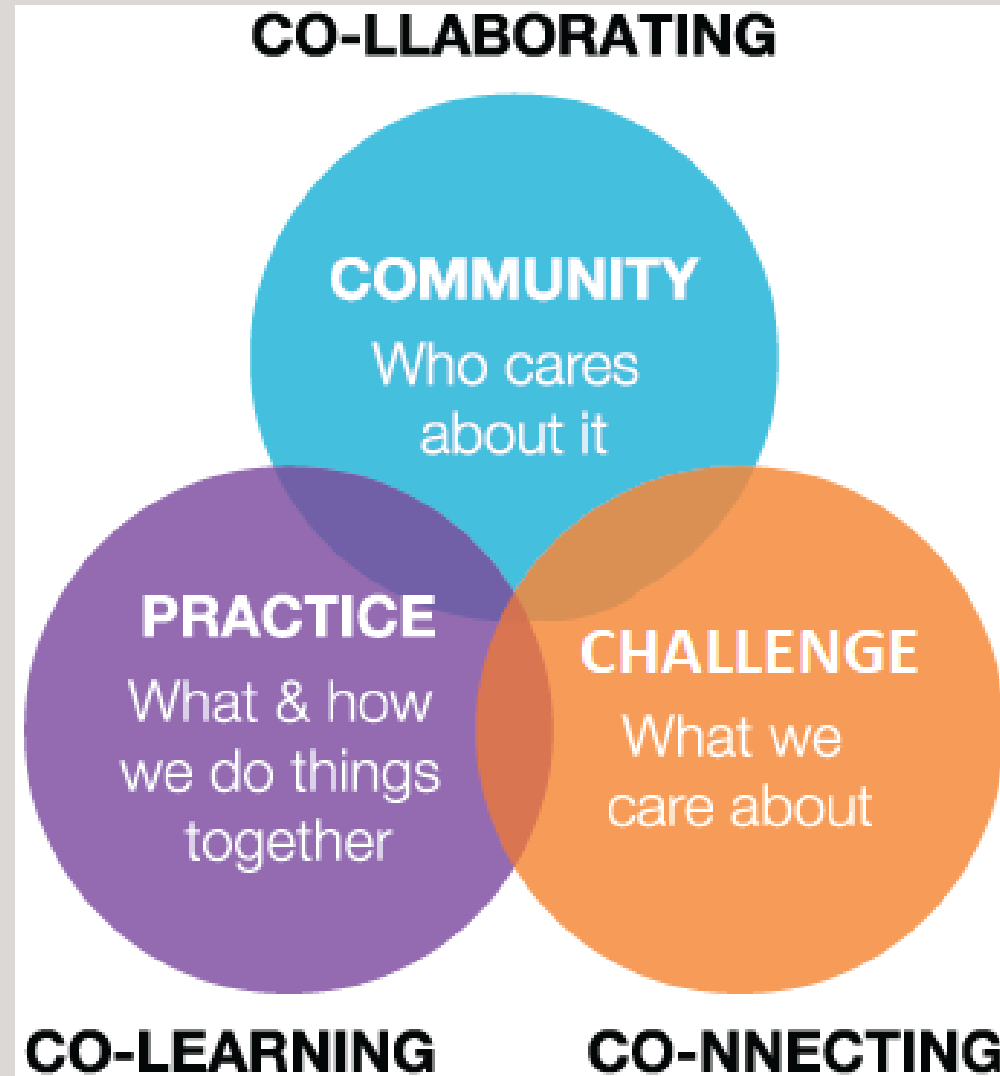 CO-LLABORATING
COMMUNITY
Who cares
about it
PRACTICE
What & how
we do things
together
CHALLENGE
What we
care about
CO-LEARNING
CO-NNECTING